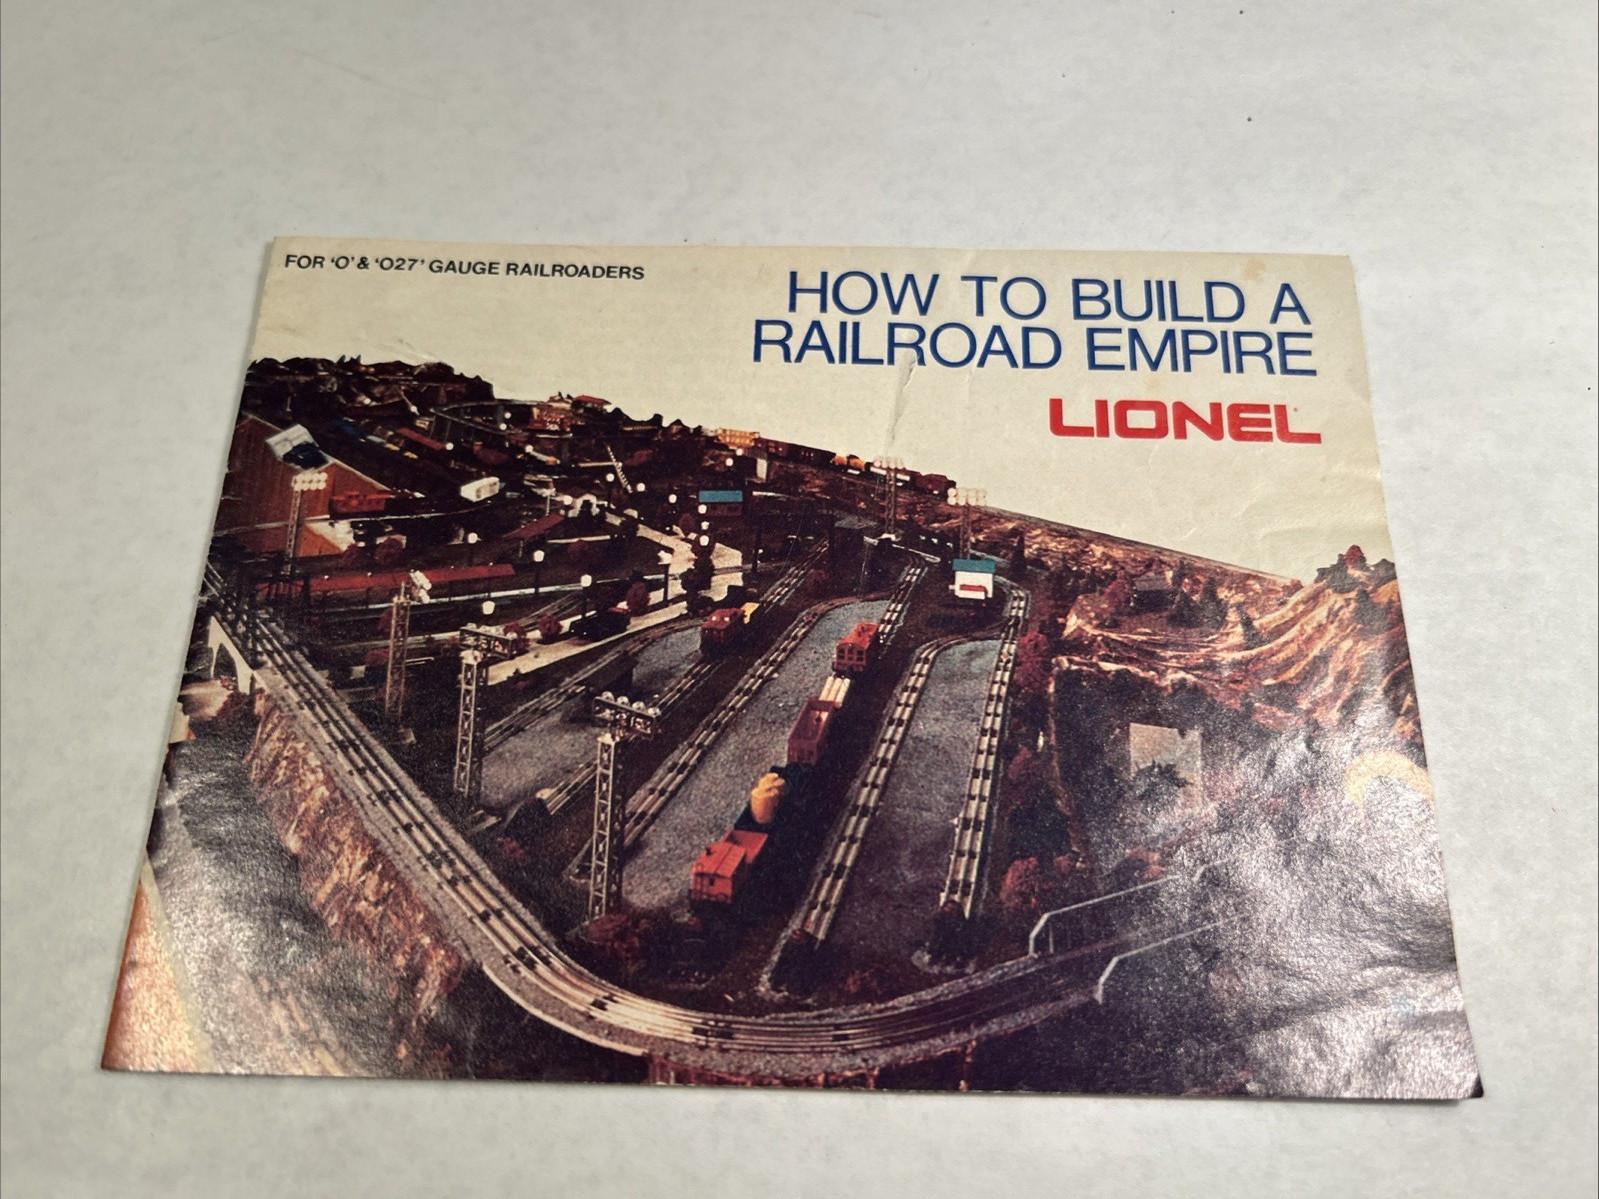 FOR 'O' & 'O27' GAUGE RAILROADERS
HOW TO BUILD A
RAILROAD EMPIRE
LIONEL